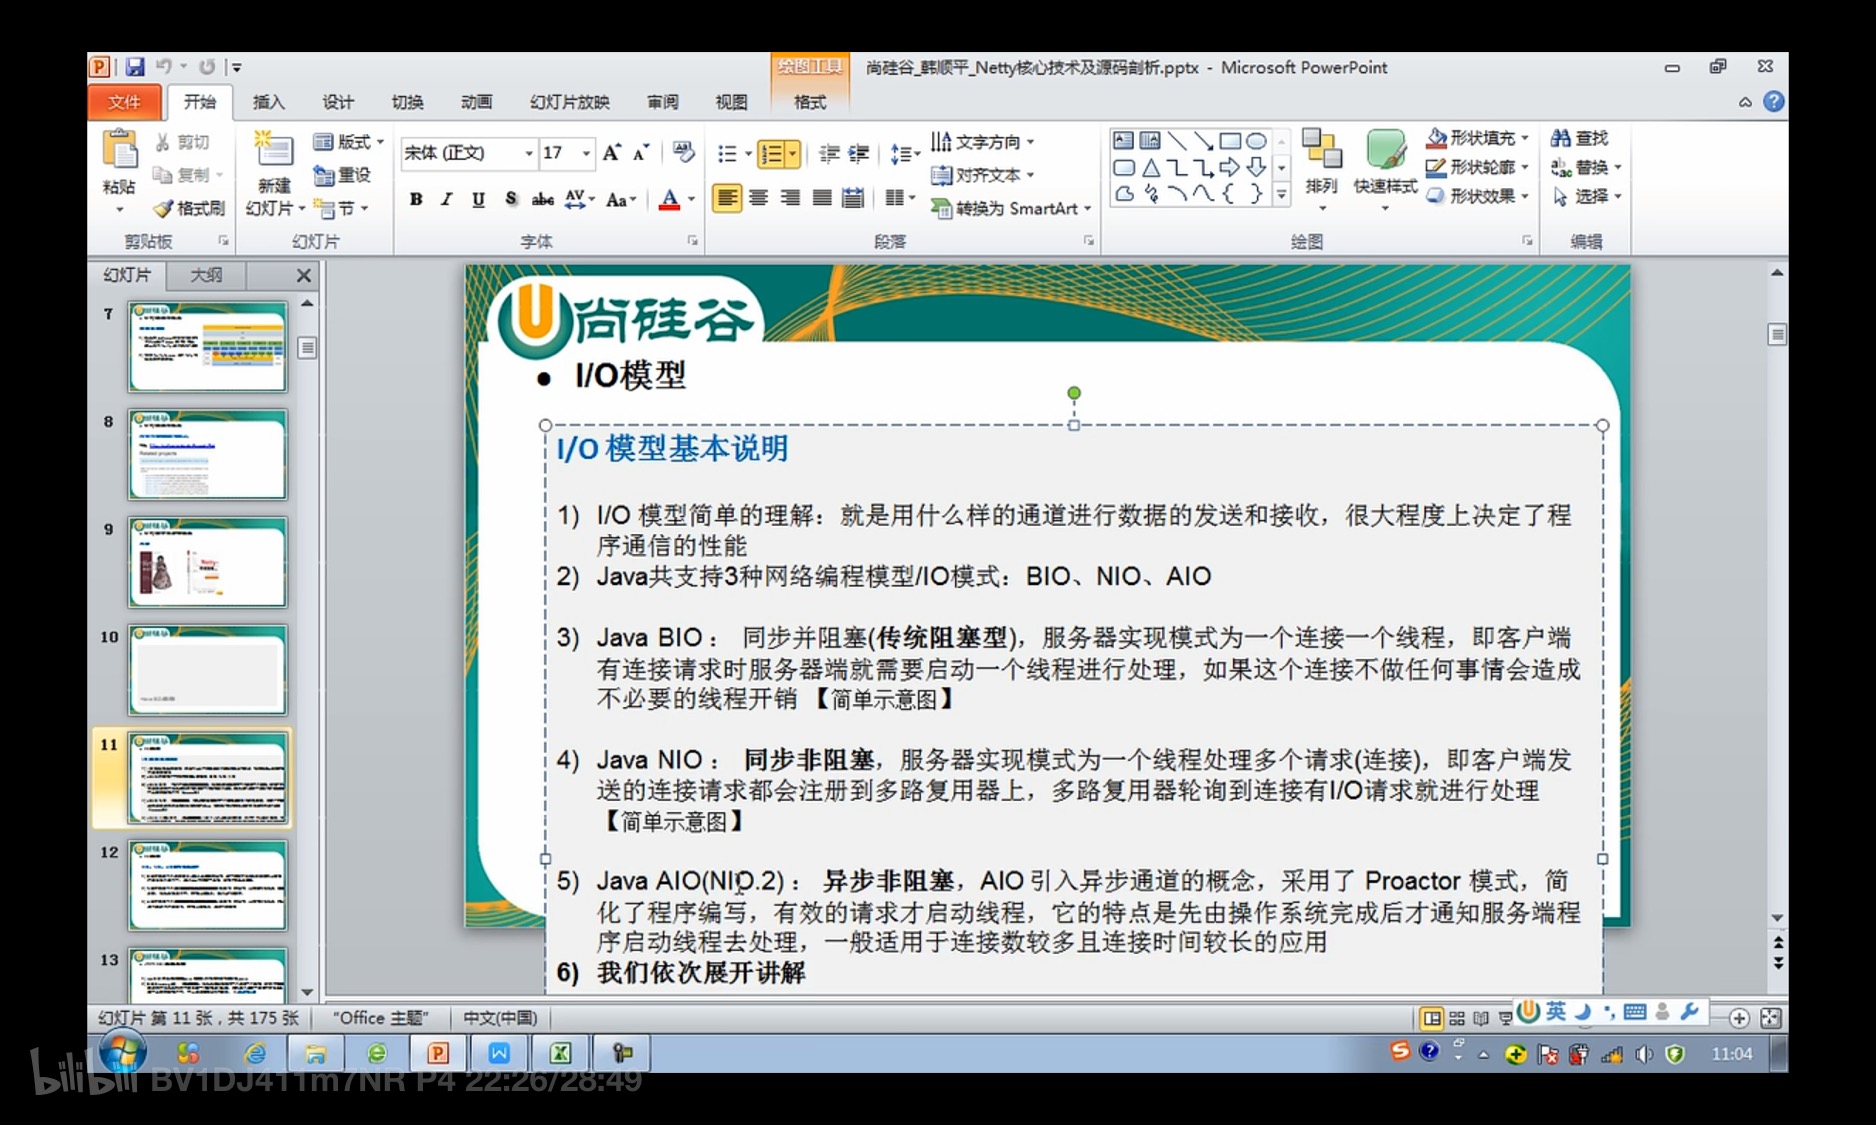 尚硅谷_韩顺平_Netty核心技术及源码剖析.pptx - Microsoft PowerPoint
绘图工具
文件 开始 插入 设计 切换 动画 幻灯片放映 审阅 视图 格式
粘贴 剪切 复制 格式刷
剪贴板
新建幻灯片 版式 重设 节
幻灯片
宋体 (正文) 17
B I U S abc AV Aa A
字体
文字方向
对齐文本
转换为 SmartArt
段落
排列 快速样式 形状填充
形状轮廓
形状效果
绘图
查找
替换
选择
编辑
幻灯片 大纲
7
8
9
10
11
12
13
尚硅谷
• I/O模型
I/O 模型基本说明
1) I/O 模型简单的理解：就是用什么样的通道进行数据的发送和接收，很大程度上决定了程
序通信的性能
2) Java共支持3种网络编程模型/IO模式：BIO、NIO、AIO
3) Java BIO ： 同步并阻塞(传统阻塞型)，服务器实现模式为一个连接一个线程，即客户端
有连接请求时服务器端就需要启动一个线程进行处理，如果这个连接不做任何事情会造成
不必要的线程开销 【简单示意图】
4) Java NIO ： 同步非阻塞，服务器实现模式为一个线程处理多个请求(连接)，即客户端发
送的连接请求都会注册到多路复用器上，多路复用器轮询到连接有I/O请求就进行处理
【简单示意图】
5) Java AIO(NIO.2) ： 异步非阻塞，AIO 引入异步通道的概念，采用了 Proactor 模式，简
化了程序编写，有效的请求才启动线程，它的特点是先由操作系统完成后才通知服务端程
序启动线程去处理，一般适用于连接数较多且连接时间较长的应用
6) 我们依次展开讲解
幻灯片 第 11 张，共 175 张 "Office 主题" 中文(中国)
英
11:04
bilibili BV1DJ411m7NR P4 22:26/28:49